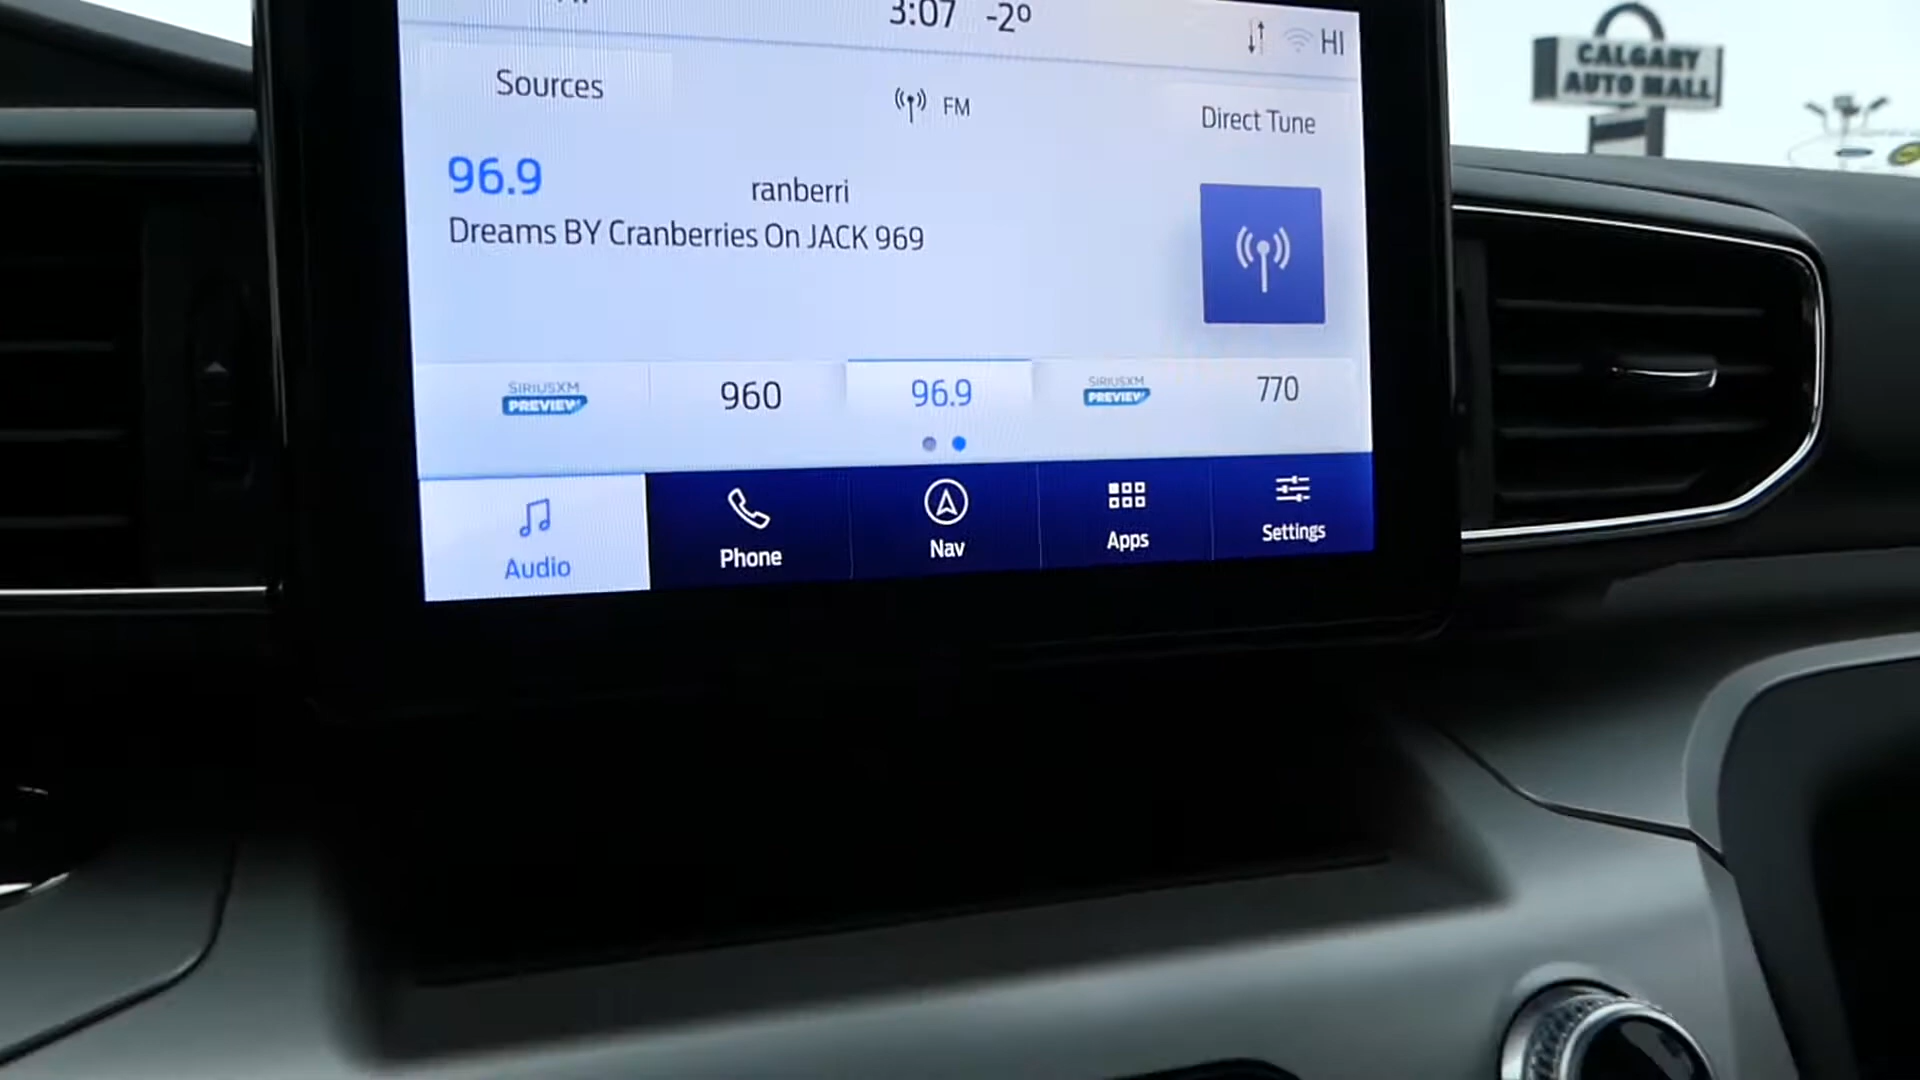 3:07 -2°
HI
Sources
FM
Direct Tune
96.9
ranberri
Dreams BY Cranberries On JACK 969
SIRIUSXM
PREVIEW
960
96.9
SIRIUSXM
PREVIEW
770
Audio
Phone
Nav
Apps
Settings
CALGARY
AUTO MALL